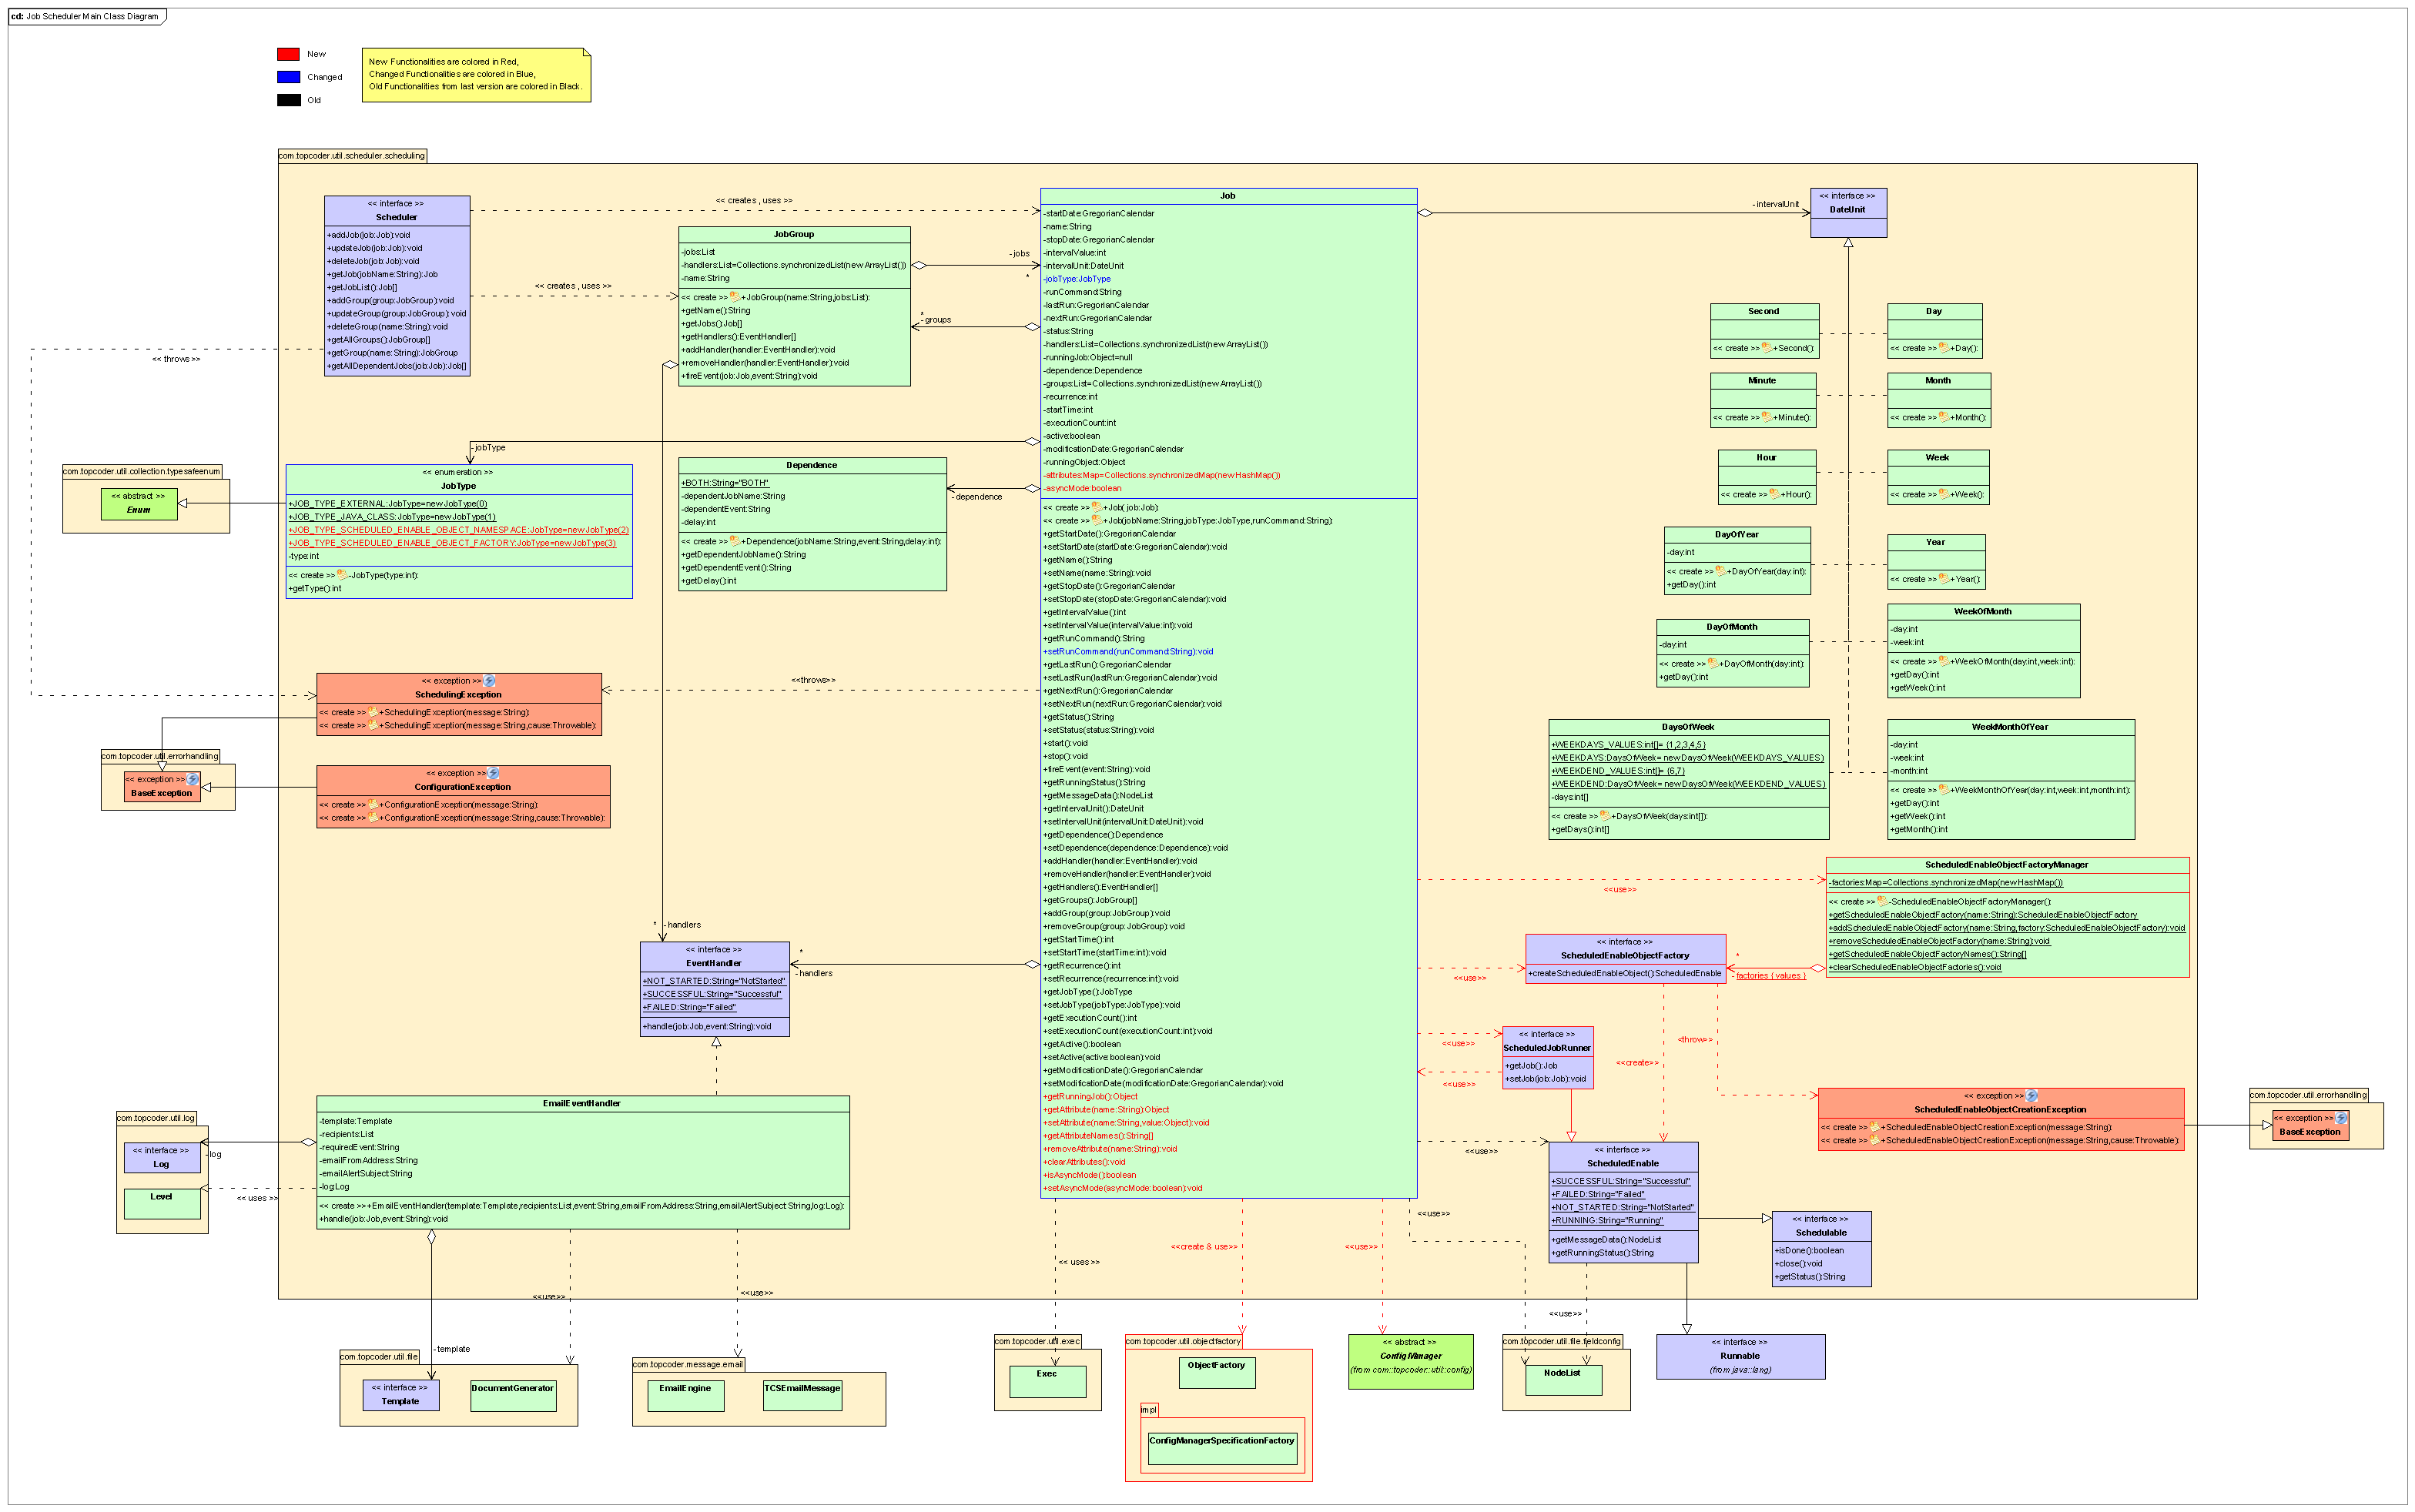 cd: Job Scheduler Main Class Diagram
New
Changed
Old
New Functionalities are colored in Red,
Changed Functionalities are colored in Blue,
Old Functionalities from last version are colored in Black.
com.topcoder.util.scheduler.scheduling
<< interface >>
Scheduler
+addJob(job:Job):void
+updateJob(job:Job):void
+deleteJob(job:Job):void
+getJob(jobName:String):Job
+getJobList():Job[]
+addGroup(group:JobGroup):void
+updateGroup(group:JobGroup):void
+deleteGroup(name:String):void
+getAllGroups():JobGroup[]
+getGroup(name:String):JobGroup
+getAllDependentJobs(job:Job):Job[]
<< creates , uses >>
<< creates , uses >>
<< throws >>
JobGroup
-jobs:List
-handlers:List=Collections.synchronizedList(new ArrayList())
-name:String
<< create >>+JobGroup(name:String,jobs:List):
+getName():String
+getJobs():Job[]
+getHandlers():EventHandler[]
+addHandler(handler:EventHandler):void
+removeHandler(handler:EventHandler):void
+fireEvent(job:Job,event:String):void
-jobs
*
*
-groups
Job
-startDate:GregorianCalendar
-name:String
-stopDate:GregorianCalendar
-intervalValue:int
-intervalUnit:DateUnit
-jobType:JobType
-runCommand:String
-lastRun:GregorianCalendar
-nextRun:GregorianCalendar
-status:String
-handlers:List=Collections.synchronizedList(new ArrayList())
-runningJob:Object=null
-dependence:Dependence
-groups:List=Collections.synchronizedList(new ArrayList())
-recurrence:int
-startTime:int
-executionCount:int
-active:boolean
-modificationDate:GregorianCalendar
-runningObject:Object
-attributes:Map=Collections.synchronizedMap(new HashMap())
-asyncMode:boolean
<< create >>+Job( job:Job):
<< create >>+Job(jobName:String,jobType:JobType,runCommand:String):
+getStartDate():GregorianCalendar
+setStartDate(startDate:GregorianCalendar):void
+getName():String
+setName(name:String):void
+getStopDate():GregorianCalendar
+setStopDate(stopDate:GregorianCalendar):void
+getIntervalValue():int
+setIntervalValue(intervalValue:int):void
+getRunCommand():String
+setRunCommand(runCommand:String):void
+getLastRun():GregorianCalendar
+setLastRun(lastRun:GregorianCalendar):void
+getNextRun():GregorianCalendar
+setNextRun(nextRun:GregorianCalendar):void
+getStatus():String
+setStatus(status:String):void
+start():void
+stop():void
+fireEvent(event:String):void
+getRunningStatus():String
+getMessageData():NodeList
+getIntervalUnit():DateUnit
+setIntervalUnit(intervalUnit:DateUnit):void
+getDependence():Dependence
+setDependence(dependence:Dependence):void
+addHandler(handler:EventHandler):void
+removeHandler(handler:EventHandler):void
+getHandlers():EventHandler[]
+getGroups():JobGroup[]
+addGroup(group:JobGroup):void
+removeGroup(group: JobGroup):void
+getStartTime():int
+setStartTime(startTime:int):void
+getRecurrence():int
+setRecurrence(recurrence:int):void
+getJobType():JobType
+setJobType(jobType:JobType):void
+getExecutionCount():int
+setExecutionCount(executionCount:int):void
+getActive():boolean
+setActive(active:boolean):void
+getModificationDate():GregorianCalendar
+setModificationDate(modificationDate:GregorianCalendar):void
+getRunningJob():Object
+getAttribute(name:String):Object
+setAttribute(name:String,value:Object):void
+getAttributeNames():String[]
+removeAttribute(name:String):void
+clearAttributes():void
+isAsyncMode():boolean
+setAsyncMode(asyncMode:boolean):void
-intervalUnit
<< interface >>
DateUnit
Second
<< create >>+Second():
Day
<< create >>+Day():
Minute
<< create >>+Minute():
Month
<< create >>+Month():
Hour
<< create >>+Hour():
Week
<< create >>+Week():
DayOfYear
-day:int
<< create >>+DayOfYear(day:int):
+getDay():int
Year
<< create >>+Year():
DayOfMonth
-day:int
<< create >>+DayOfMonth(day:int):
+getDay():int
WeekOfMonth
-day:int
-week:int
<< create >>+WeekOfMonth(day:int,week:int):
+getDay():int
+getWeek():int
DaysOfWeek
+WEEKDAYS_VALUES:int[]= {1,2,3,4,5}
+WEEKDAYS:DaysOfWeek= new DaysOfWeek(WEEKDAYS_VALUES)
+WEEKDEND_VALUES:int[]= {6,7}
+WEEKDEND:DaysOfWeek= new DaysOfWeek(WEEKDEND_VALUES)
-days:int[]
<< create >>+DaysOfWeek(days:int[]):
+getDays():int[]
WeekMonthOfYear
-day:int
-week:int
-month:int
<< create >>+WeekMonthOfYear(day:int,week:int,month:int):
+getDay():int
+getWeek():int
+getMonth():int
-jobType
com.topcoder.util.collection.typesafeenum
<< abstract >>
Enum
<< enumeration >>
JobType
+JOB_TYPE_EXTERNAL:JobType=new JobType(0)
+JOB_TYPE_JAVA_CLASS:JobType=new JobType(1)
+JOB_TYPE_SCHEDULED_ENABLE_OBJECT_NAMESPACE:JobType=new JobType(2)
+JOB_TYPE_SCHEDULED_ENABLE_OBJECT_FACTORY:JobType=new JobType(3)
-type:int
<< create >>-JobType(type:int):
+getType():int
Dependence
+BOTH:String="BOTH"
-dependentJobName:String
-dependentEvent:String
-delay:int
<< create >>+Dependence(jobName:String,event:String,delay:int):
+getDependentJobName():String
+getDependentEvent():String
+getDelay():int
-dependence
<< exception >>
SchedulingException
<< create >>+SchedulingException(message:String):
<< create >>+SchedulingException(message:String,cause:Throwable):
<<throws>>
com.topcoder.util.errorhandling
<< exception >>
BaseException
<< exception >>
ConfigurationException
<< create >>+ConfigurationException(message:String):
<< create >>+ConfigurationException(message:String,cause:Throwable):
*
-handlers
<< interface >>
EventHandler
+NOT_STARTED:String="NotStarted"
+SUCCESSFUL:String="Successful"
+FAILED:String="Failed"
+handle(job:Job,event:String):void
*
-handlers
<<use>>
ScheduledEnableObjectFactoryManager
-factories:Map=Collections.synchronizedMap(new HashMap())
<< create >>-ScheduledEnableObjectFactoryManager():
+getScheduledEnableObjectFactory(name:String):ScheduledEnableObjectFactory
+addScheduledEnableObjectFactory(name:String,factory:ScheduledEnableObjectFactory):void
+removeScheduledEnableObjectFactory(name:String):void
+getScheduledEnableObjectFactoryNames():String[]
+clearScheduledEnableObjectFactories():void
<< interface >>
ScheduledEnableObjectFactory
+createScheduledEnableObject():ScheduledEnable
<<use>>
*
-factories { values }
<< interface >>
ScheduledJobRunner
+getJob():Job
+setJob(job:Job):void
<<use>>
<<use>>
<<create>>
<throw>>
<< exception >>
ScheduledEnableObjectCreationException
<< create >>+ScheduledEnableObjectCreationException(message:String):
<< create >>+ScheduledEnableObjectCreationException(message:String,cause:Throwable):
com.topcoder.util.errorhandling
<< exception >>
BaseException
<<use>>
<< interface >>
ScheduledEnable
+SUCCESSFUL:String="Successful"
+FAILED:String="Failed"
+NOT_STARTED:String="NotStarted"
+RUNNING:String="Running"
+getMessageData():NodeList
+getRunningStatus():String
<< interface >>
Schedulable
+isDone():boolean
+close():void
+getStatus():String
com.topcoder.util.log
<< interface >>
Log
Level
-log
<< uses >>
EmailEventHandler
-template:Template
-recipients:List
-requiredEvent:String
-emailFromAddress:String
-emailAlertSubject:String
-log:Log
<< create >>+EmailEventHandler(template:Template,recipients:List,event:String,emailFromAddress:String,emailAlertSubject:String,log:Log):
+handle(job:Job,event:String):void
<<use>>
<<use>>
-template
<< uses >>
<<create & use>>
<<use>>
<<use>>
<<use>>
com.topcoder.util.file
<< interface >>
Template
DocumentGenerator
com.topcoder.message.email
EmailEngine
TCSEmailMessage
com.topcoder.util.exec
Exec
com.topcoder.util.objectfactory
ObjectFactory
impl
ConfigManagerSpecificationFactory
<< abstract >>
ConfigManager
(from com::topcoder::util::config)
com.topcoder.util.file.fieldconfig
NodeList
<< interface >>
Runnable
(from java::lang)